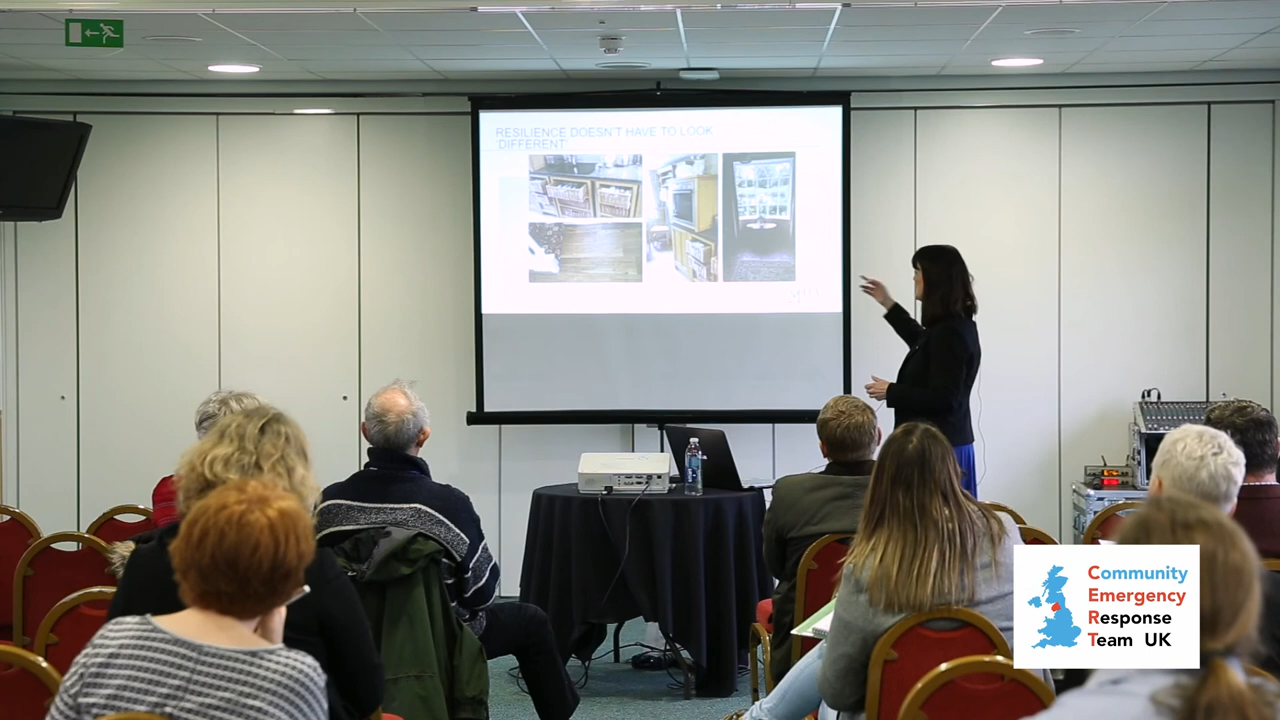 RESILIENCE DOESN'T HAVE TO LOOK
'DIFFERENT'
Community
Emergency
Response
Team UK